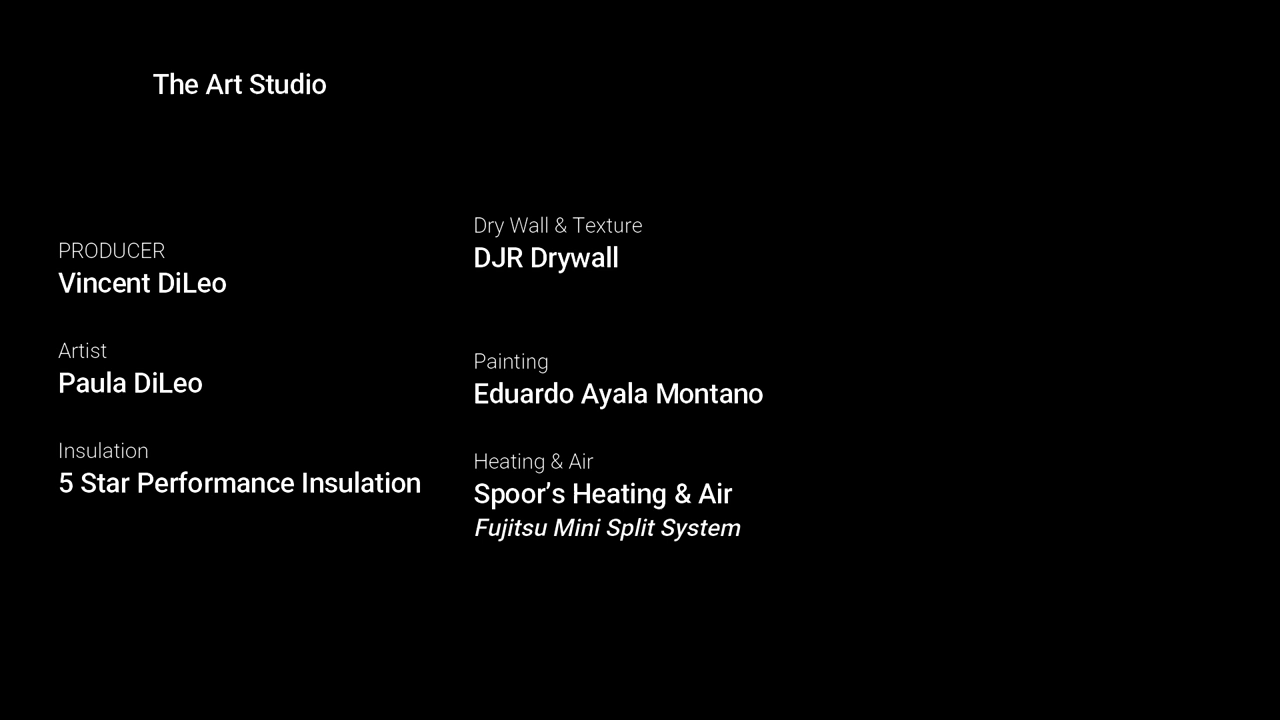 The Art Studio
PRODUCER
Vincent DiLeo
Artist
Paula DiLeo
Insulation
5 Star Performance Insulation
Dry Wall & Texture
DJR Drywall
Painting
Eduardo Ayala Montano
Heating & Air
Spoor’s Heating & Air
Fujitsu Mini Split System